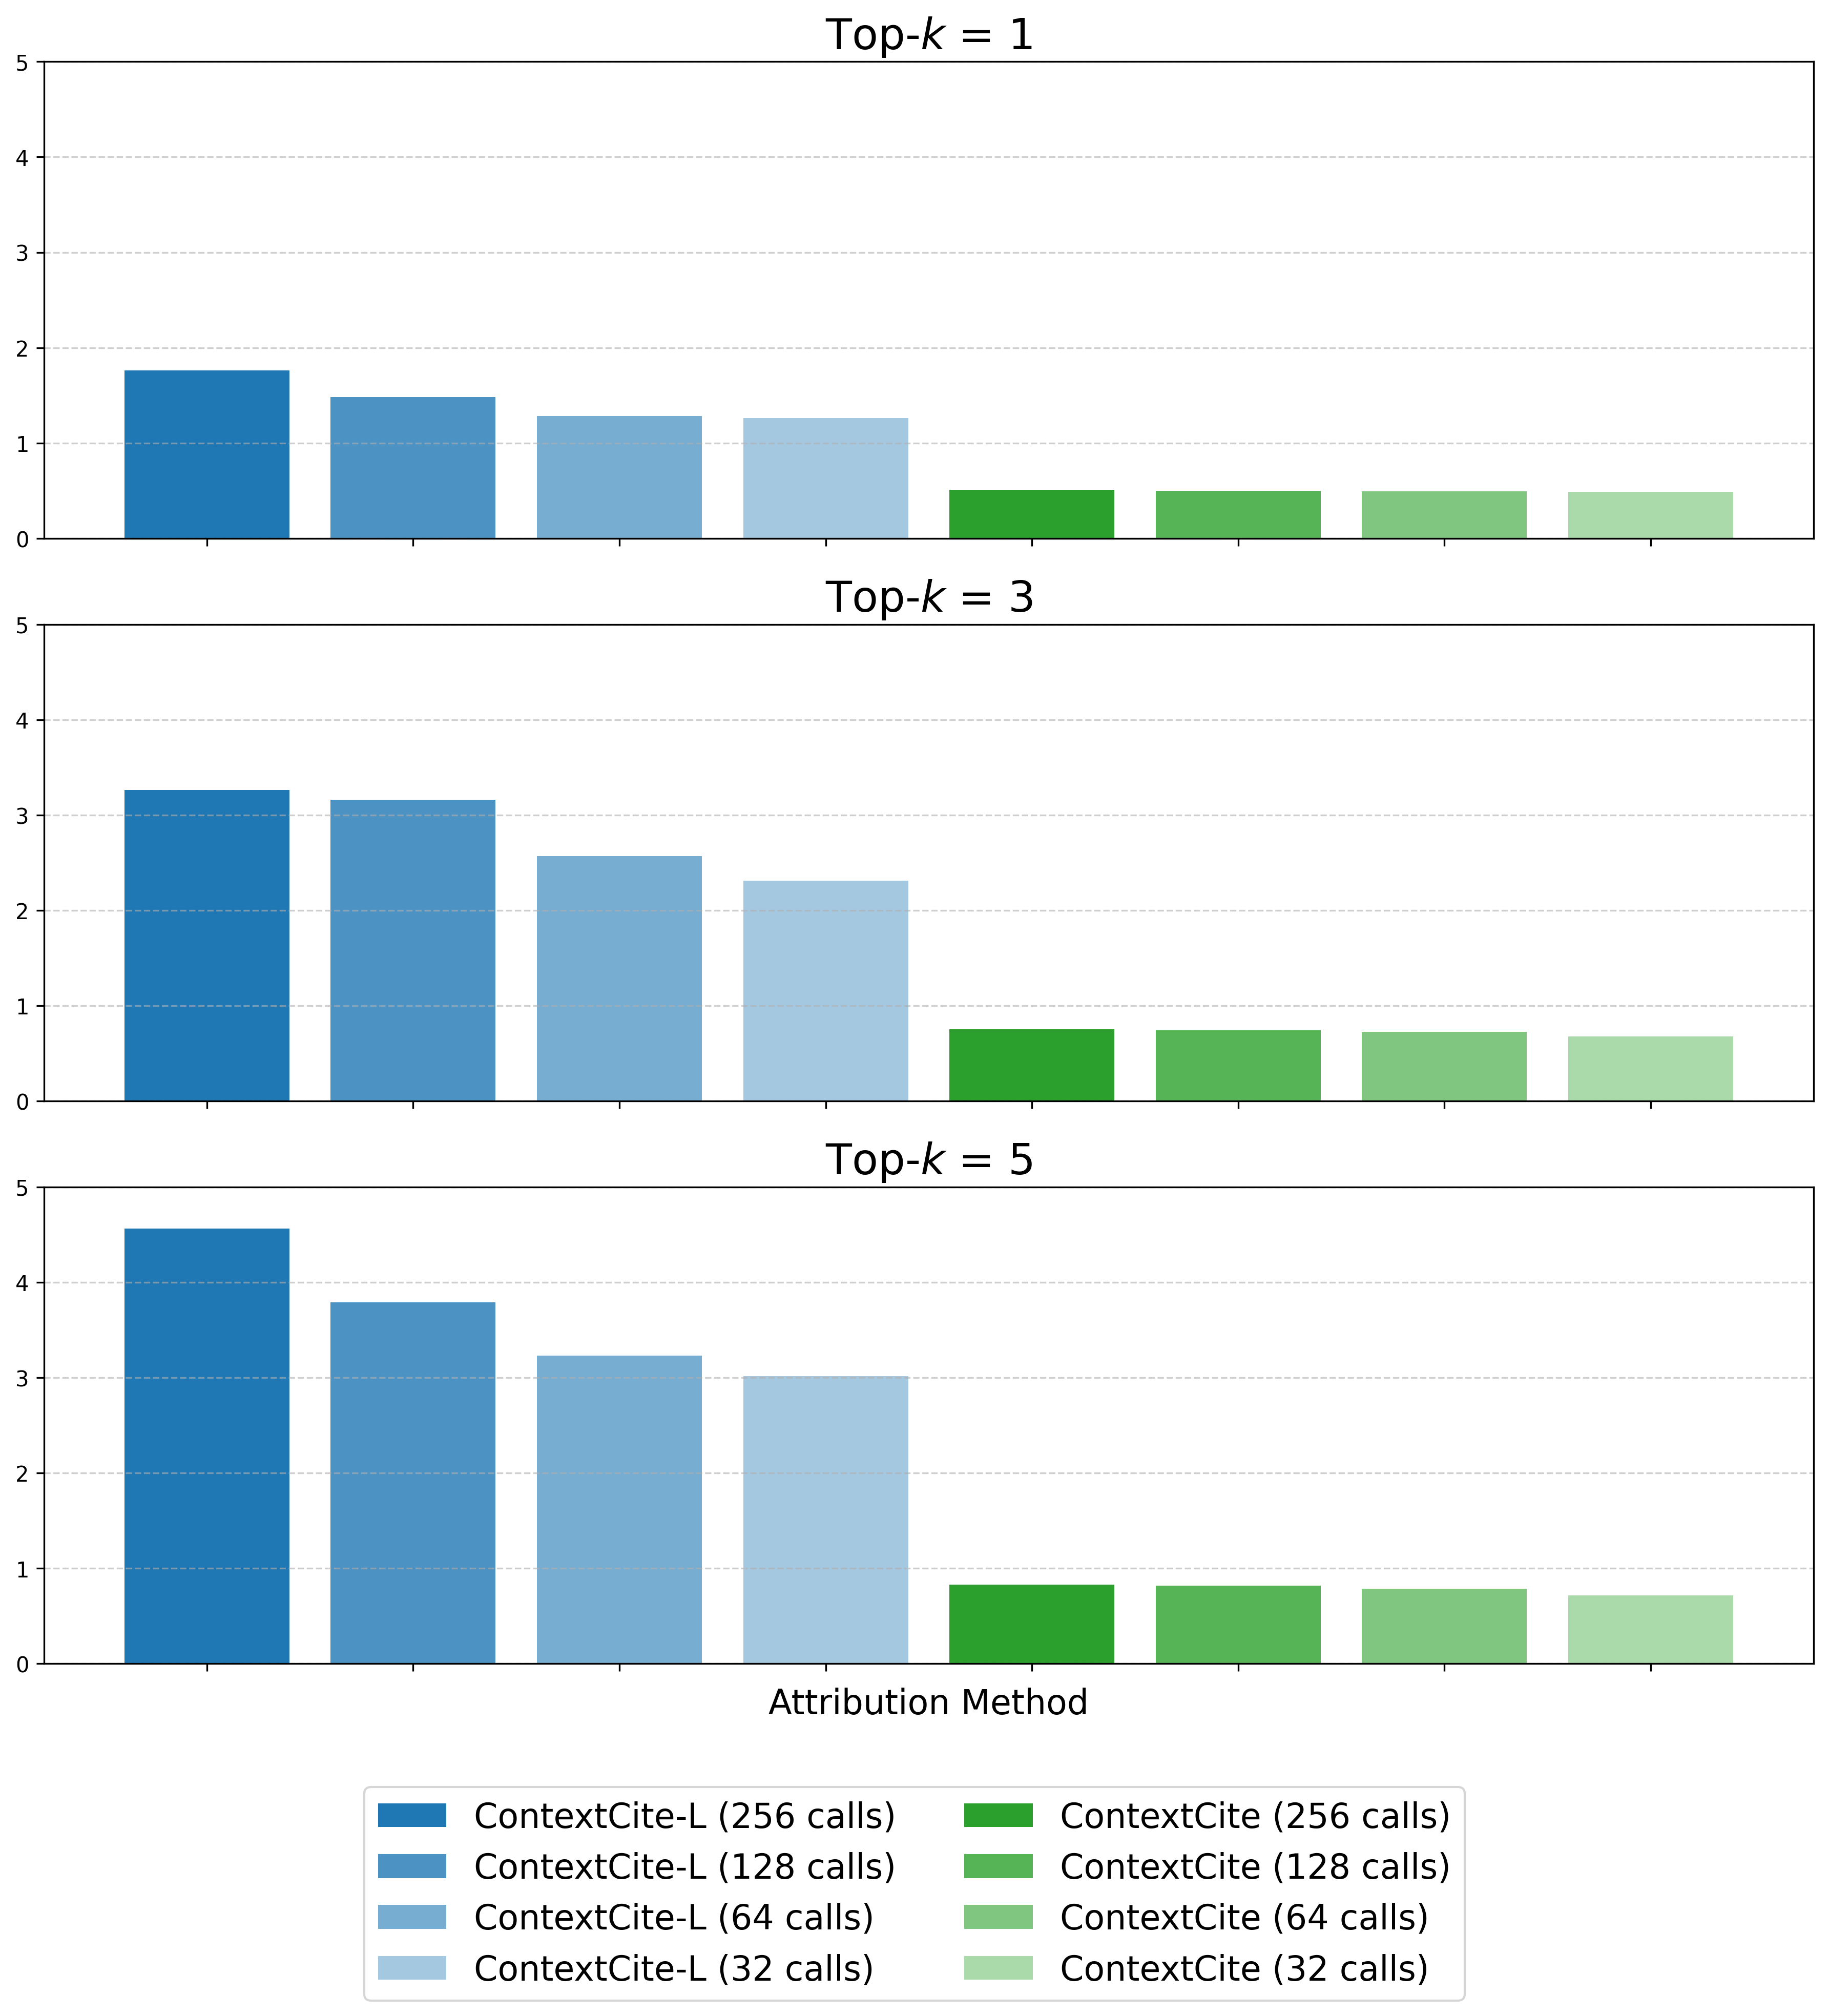 Top-k = 1
5
4
3
2
1
0
Top-k = 3
5
4
3
2
1
0
Top-k = 5
5
4
3
2
1
0
Attribution Method
ContextCite-L (256 calls)
ContextCite-L (128 calls)
ContextCite-L (64 calls)
ContextCite-L (32 calls)
ContextCite (256 calls)
ContextCite (128 calls)
ContextCite (64 calls)
ContextCite (32 calls)